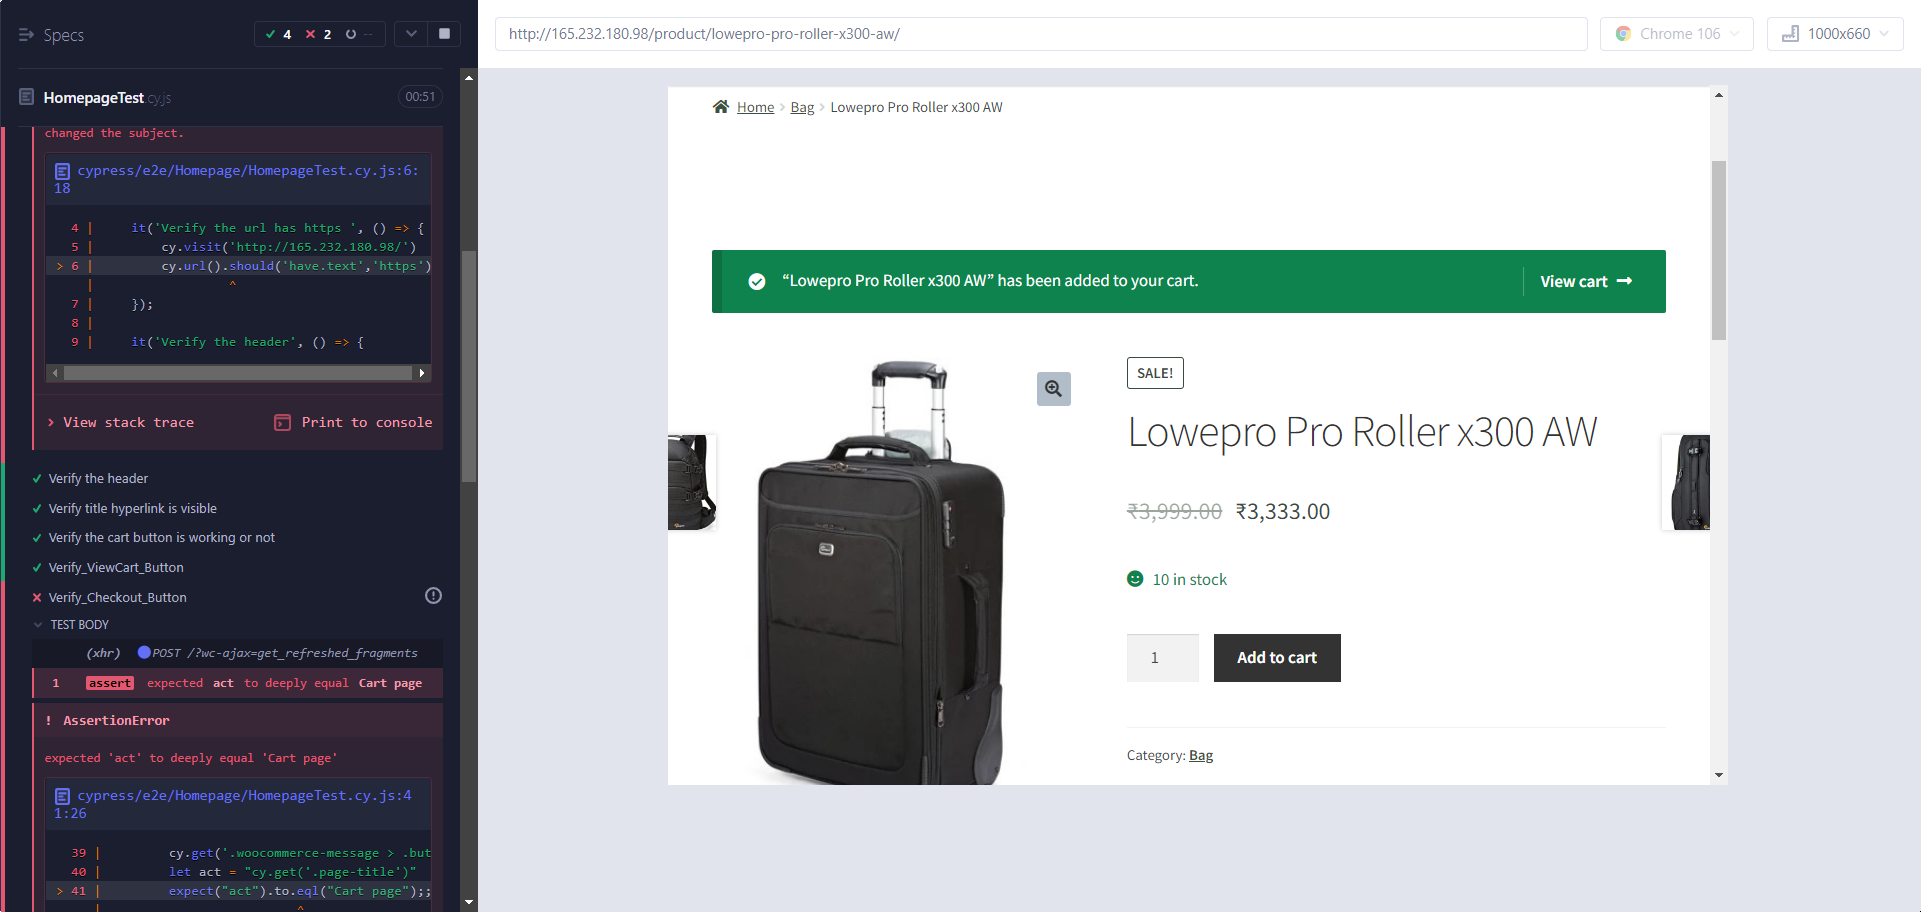 Specs
4 2 --
HomepageTest.cy.js
00:51
changed the subject.
cypress/e2e/Homepage/HomepageTest.cy.js:6:
18
4 | it('Verify the url has https ', () => {
5 | cy.visit('http://165.232.180.98/')
> 6 | cy.url().should('have.text','https')
| ^
7 | });
8 |
9 | it('Verify the header', () => {
View stack trace
Print to console
Verify the header
Verify title hyperlink is visible
Verify the cart button is working or not
Verify_ViewCart_Button
Verify_Checkout_Button
TEST BODY
(xhr) POST /?wc-ajax=get_refreshed_fragments
1 assert expected act to deeply equal Cart page
! AssertionError
expected 'act' to deeply equal 'Cart page'
cypress/e2e/Homepage/HomepageTest.cy.js:4
1:26
39 | cy.get('.woocommerce-message > .but
40 | let act = "cy.get('.page-title')"
> 41 | expect("act").to.eql("Cart page");;
| ^
http://165.232.180.98/product/lowepro-pro-roller-x300-aw/
Chrome 106
1000x660
Home > Bag > Lowepro Pro Roller x300 AW
“Lowepro Pro Roller x300 AW” has been added to your cart.
View cart →
SALE!
Lowepro Pro Roller x300 AW
₹3,999.00 ₹3,333.00
10 in stock
1
Add to cart
Category: Bag